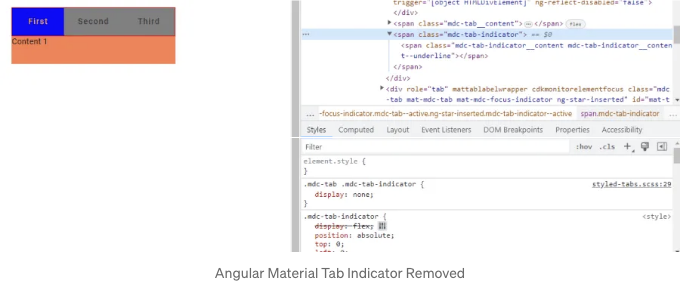 First Second Third
Content 1
trigger="[object HTMLDivElement]" ng-reflect-disabled="false">
</div>
<span class="mdc-tab__content">…</span> flex
… <span class="mdc-tab-indicator"> == $0
<span class="mdc-tab-indicator__content mdc-tab-indicator__conten
t--underline"></span>
</span>
</div>
<div role="tab" mattablabelwrapper cdkmonitorelementfocus class="mdc
-tab mat-mdc-tab mat-mdc-focus-indicator ng-star-inserted" id="mat-t
… -focus-indicator.mdc-tab--active.ng-star-inserted.mdc-tab-indicator--active span.mdc-tab-indicator …
Styles Computed Layout Event Listeners DOM Breakpoints Properties Accessibility
Filter :hov .cls +
element.style {
}
.mdc-tab .mdc-tab-indicator { styled-tabs.scss:29
display: none;
}
.mdc-tab-indicator { <style>
display: flex;
position: absolute;
top: 0;
Angular Material Tab Indicator Removed